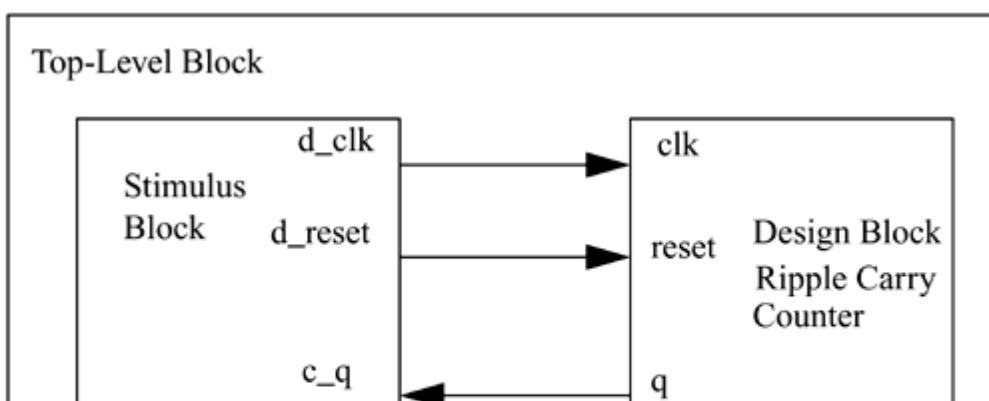 Top-Level Block
d_clk
clk
Stimulus
Block
d_reset
reset
Design Block
Ripple Carry
Counter
c_q
q